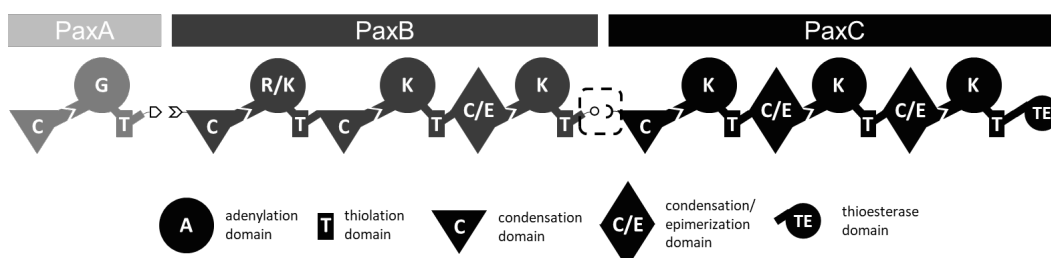 PaxA PaxB PaxC
G R/K K K K K K
C T C T C T C/E T C T C/E T C/E T TE
A adenylation domain
T thiolation domain
C condensation domain
C/E condensation/ epimerization domain
TE thioesterase domain